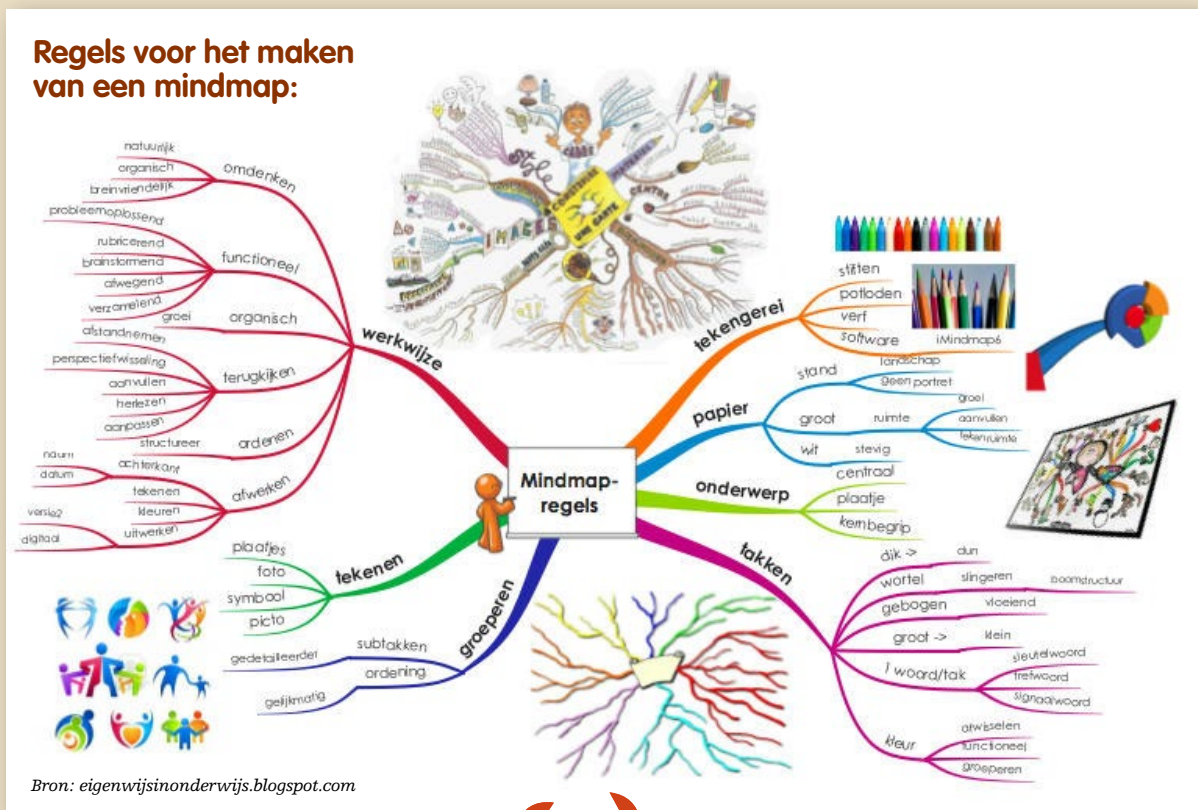 Regels voor het maken
van een mindmap:
Mindmap-
regels
werkwijze
omdenken
natuurlijk
organisch
breinvriendelijk
functioneel
probleemoplossend
rubricerend
brainstormend
afwegend
verzamelend
organisch
groei
terugkijken
afstandnemen
perspectiefwisseling
aanvullen
herlezen
aanpassen
ordenen
structureer
afwerken
achterkant
naam
datum
tekenen
kleuren
uitwerken
versie2
digitaal
tekenen
plaatjes
foto
symbool
picto
groeperen
subtakken
gedetailleerder
ordening
gelijkmatig
tekengerei
stiften
potloden
verf
software
iMindmap6
papier
stand
landschap
geen portret
groot
ruimte
groei
aanvullen
tekenruimte
wit
stevig
onderwerp
centraal
plaatje
kernbegrip
takken
dik ->
dun
wortel
slingeren
boomstructuur
gebogen
vloeiend
groot ->
klein
1 woord/tak
sleutelwoord
trefwoord
signaalwoord
kleur
afwisselen
functioneel
groeperen
Style
IMAGES
CENTRE
UNE CARTE
Bron: eigenwijsinonderwijs.blogspot.com